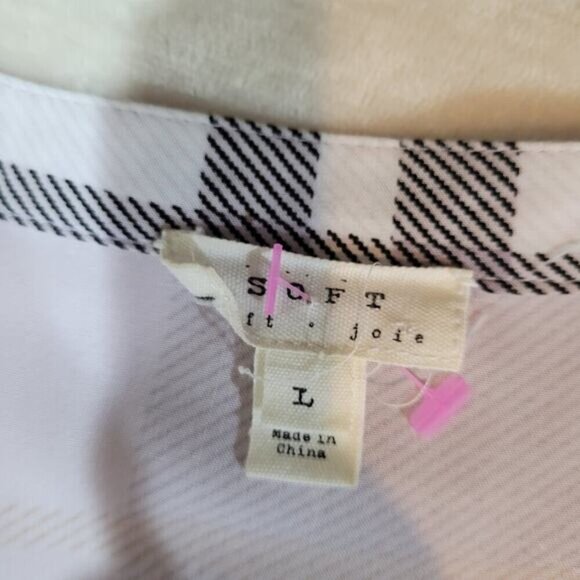 SOFT
ft • joie
L
Made in
China